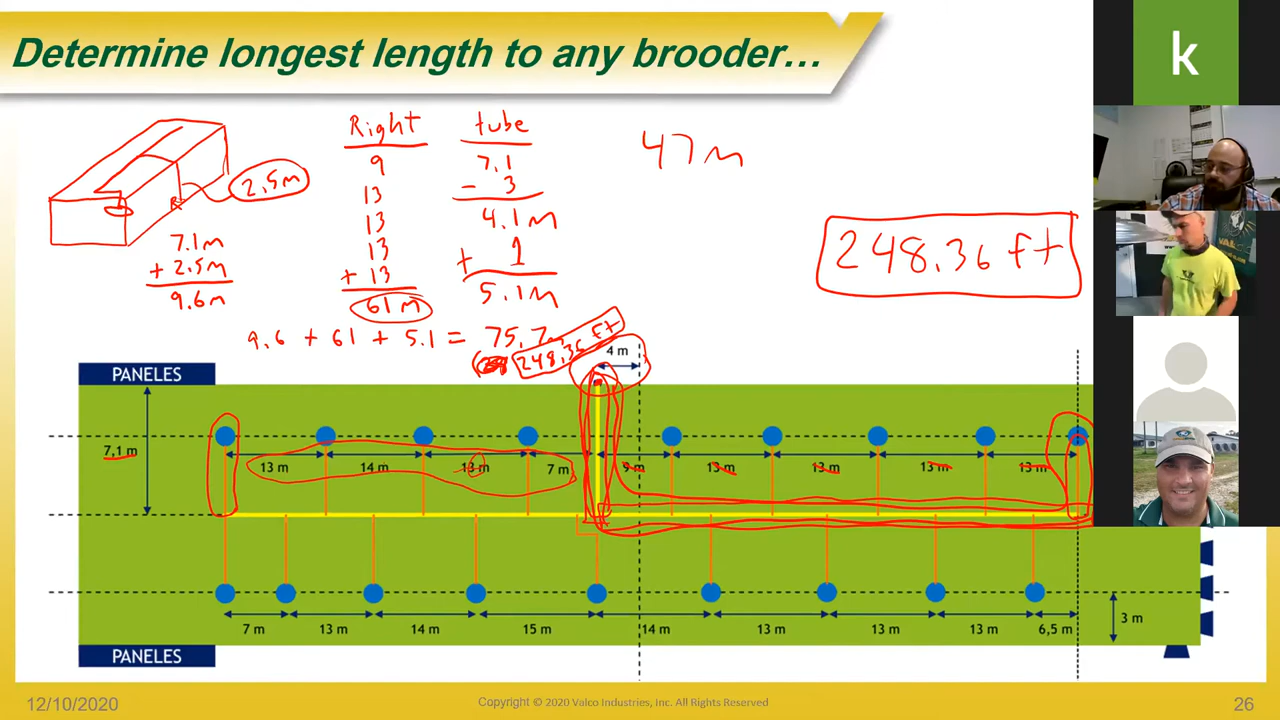 Determine longest length to any brooder...
k
Right
9
13
13
13
+ 13
61 m
tube
7.1
- 3
4.1m
+ 1
5.1m
47m
2,5m
7.1m
+ 2.5m
9.6m
248.36 ft
9.6 + 61 + 5.1 = 75.7m
248.36 ft
4 m
PANELES
7,1 m
13 m
14 m
13 m
7 m
9 m
13 m
13 m
13 m
13 m
7 m
13 m
14 m
15 m
14 m
13 m
13 m
13 m
6,5 m
3 m
PANELES
12/10/2020
Copyright © 2020 Valco Industries, Inc. All Rights Reserved
26